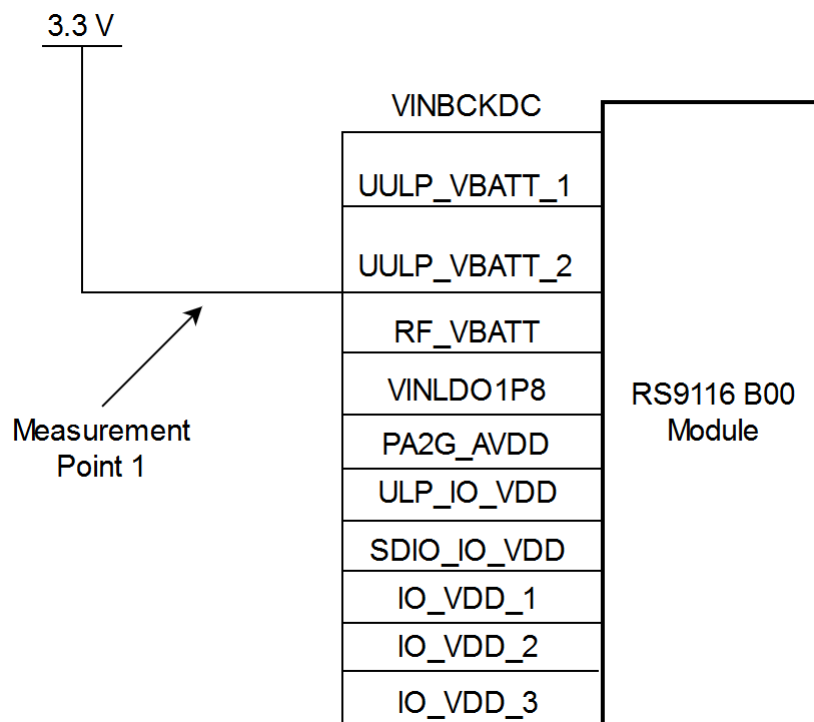 3.3 V
VINBCKDC
UULP_VBATT_1
UULP_VBATT_2
RF_VBATT
VINLDO1P8
PA2G_AVDD
ULP_IO_VDD
SDIO_IO_VDD
IO_VDD_1
IO_VDD_2
IO_VDD_3
Measurement
Point 1
RS9116 B00
Module